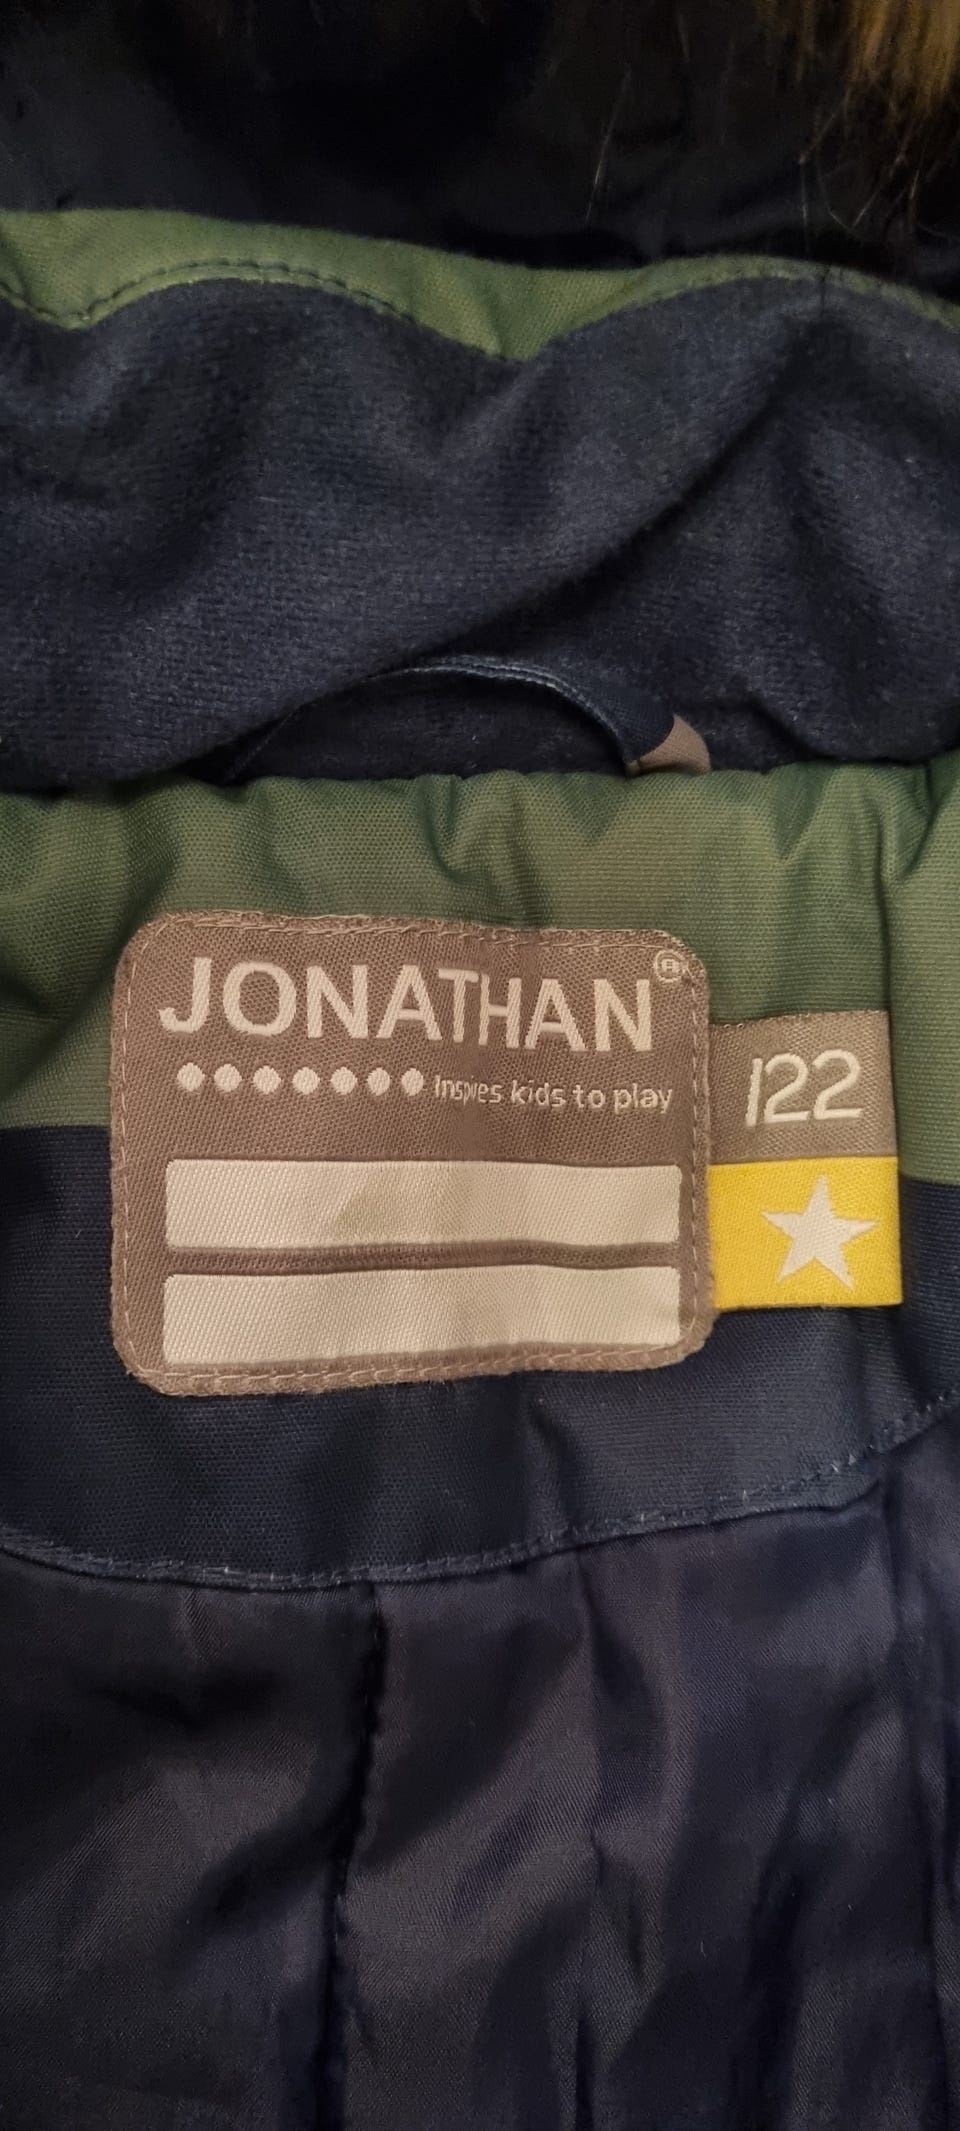 JONATHAN®
Inspires kids to play
122